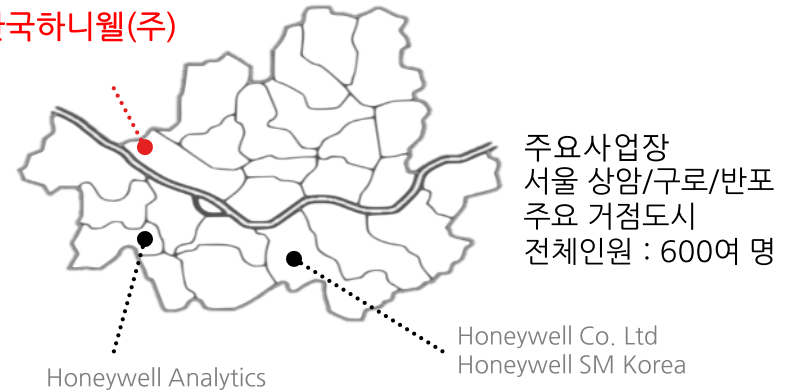 한국하니웰(주)
주요사업장
서울 상암/구로/반포
주요 거점도시
전체인원 : 600여 명
Honeywell Co. Ltd
Honeywell SM Korea
Honeywell Analytics